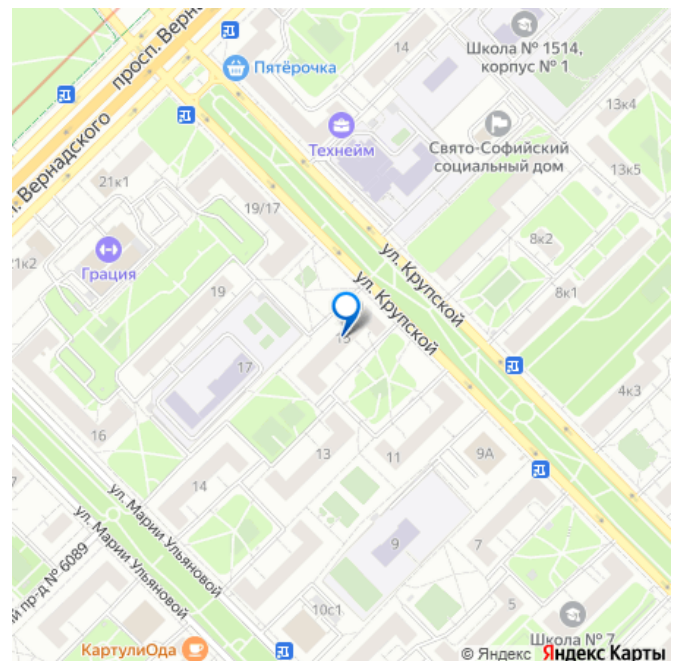 просп. Верна
Пятёрочка
14
Школа № 1514,
корпус № 1
13к4
Технейм
Свято-Софийский
социальный дом
13к5
п. Вернадского
21к1
19/17
8к2
Грация
21к2
ул. Крупской
ул. Крупской
19
8к1
15
17
4к3
16
13
11
9А
14
7
ул. Марии Ульяновой
ул. Марии Ульяновой
й пр-д № 6089
9
7
10с1
5
КартулиОда
Школа № 7
© Яндекс Яндекс Карты